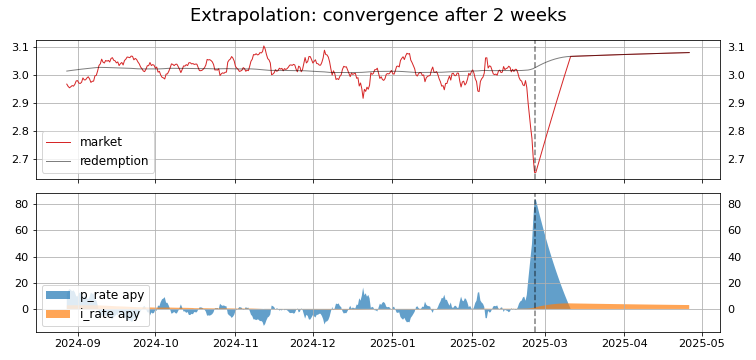 Extrapolation: convergence after 2 weeks
3.1 3.1
3.0 3.0
2.9 2.9
2.8 2.8
2.7 2.7
market
redemption
80 80
60 60
40 40
20 20
0 0
p_rate apy
i_rate apy
2024-09 2024-10 2024-11 2024-12 2025-01 2025-02 2025-03 2025-04 2025-05